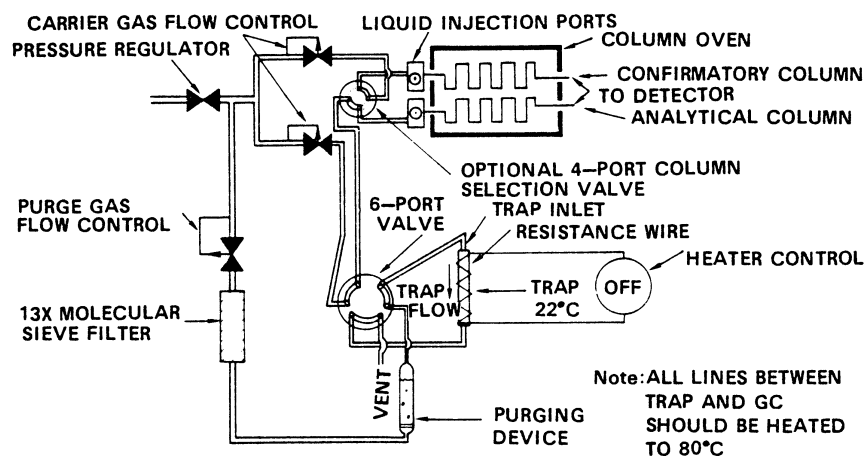 CARRIER GAS FLOW CONTROL
PRESSURE REGULATOR
LIQUID INJECTION PORTS
COLUMN OVEN
CONFIRMATORY COLUMN
TO DETECTOR
ANALYTICAL COLUMN
OPTIONAL 4-PORT COLUMN
SELECTION VALVE
6-PORT
VALVE
TRAP INLET
RESISTANCE WIRE
HEATER CONTROL
PURGE GAS
FLOW CONTROL
TRAP
FLOW
TRAP
22°C
OFF
13X MOLECULAR
SIEVE FILTER
VENT
PURGING
DEVICE
Note: ALL LINES BETWEEN
TRAP AND GC
SHOULD BE HEATED
TO 80°C